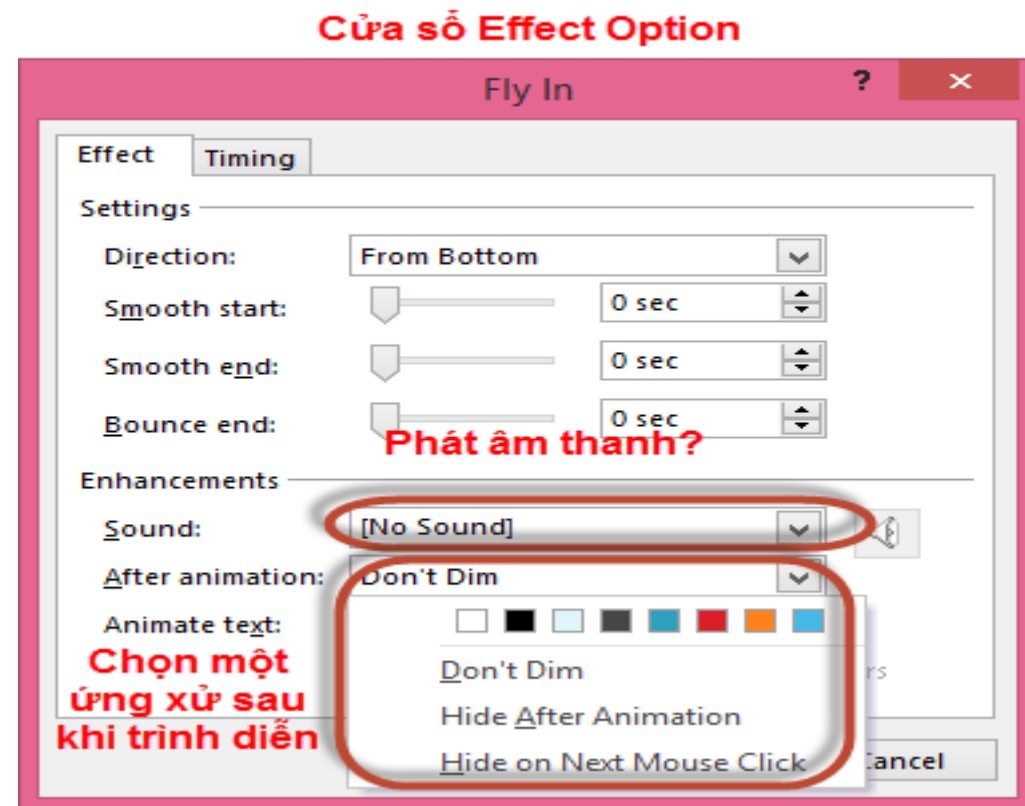 Cửa sổ Effect Option
Fly In ? ×
Effect Timing
Settings
Direction: From Bottom
Smooth start: 0 sec
Smooth end: 0 sec
Bounce end: 0 sec
Phát âm thanh?
Enhancements
Sound: [No Sound]
After animation: Don't Dim
Animate text:
Chọn một
ứng xử sau
khi trình diễn
Don't Dim
Hide After Animation
Hide on Next Mouse Click
Cancel